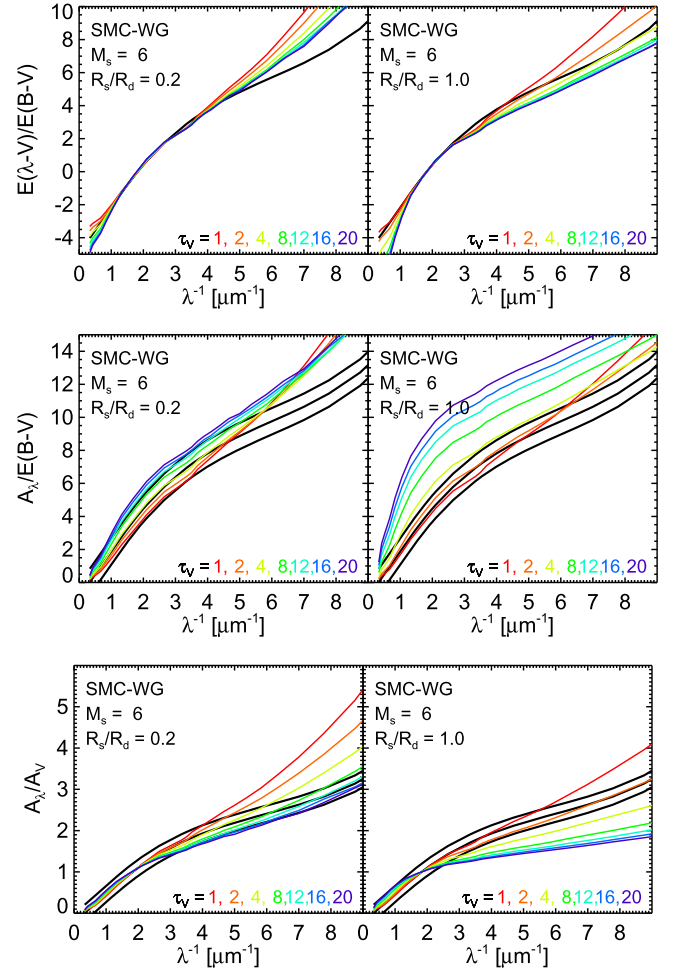 10
8
6
4
2
0
-2
-4
E(λ-V)/E(B-V)
SMC-WG
M_s = 6
R_s/R_d = 0.2
τ_V = 1, 2, 4, 8,12,16,20
SMC-WG
M_s = 6
R_s/R_d = 1.0
τ_V = 1, 2, 4, 8,12,16,20
0 1 2 3 4 5 6 7 8
0 1 2 3 4 5 6 7 8
λ⁻¹ [μm⁻¹]
λ⁻¹ [μm⁻¹]
14
12
10
8
6
4
2
0
A_λ/E(B-V)
SMC-WG
M_s = 6
R_s/R_d = 0.2
τ_V = 1, 2, 4, 8,12,16,20
SMC-WG
M_s = 6
R_s/R_d = 1.0
τ_V = 1, 2, 4, 8,12,16,20
0 1 2 3 4 5 6 7 8
0 1 2 3 4 5 6 7 8
λ⁻¹ [μm⁻¹]
λ⁻¹ [μm⁻¹]
5
4
3
2
1
0
A_λ/A_V
SMC-WG
M_s = 6
R_s/R_d = 0.2
τ_V = 1, 2, 4, 8,12,16,20
SMC-WG
M_s = 6
R_s/R_d = 1.0
τ_V = 1, 2, 4, 8,12,16,20
0 1 2 3 4 5 6 7 8
0 1 2 3 4 5 6 7 8
λ⁻¹ [μm⁻¹]
λ⁻¹ [μm⁻¹]